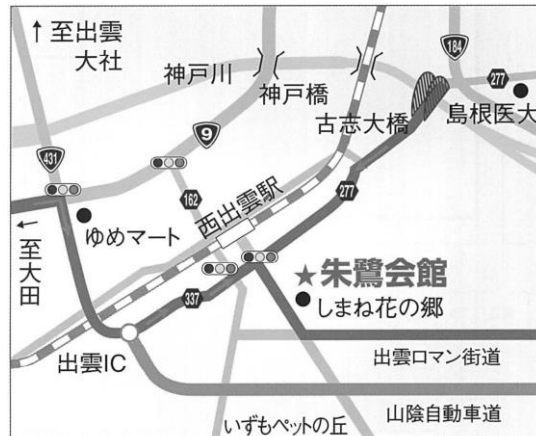 ↑至出雲
大社
184
277
神戸川
神戸橋
島根医大
古志大橋
9
431
162
277
西出雲駅
ゆめマート
←
至大田
★朱鷺会館
しまね花の郷
337
出雲IC
出雲ロマン街道
山陰自動車道
いずもペットの丘